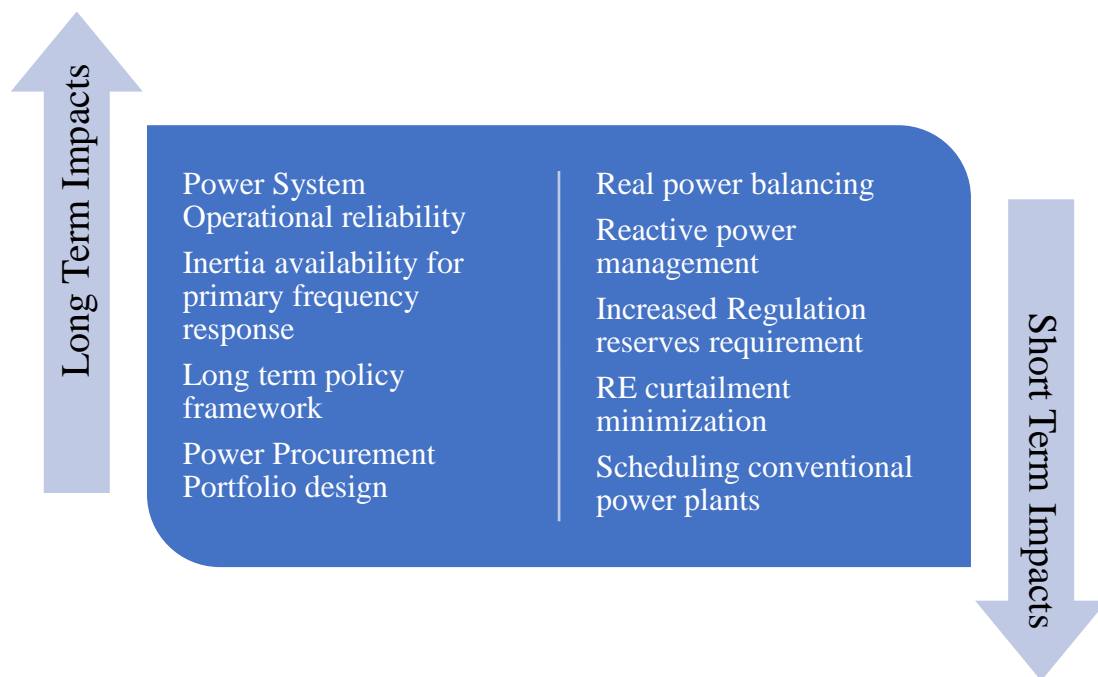 Long Term Impacts
Power System
Operational reliability
Inertia availability for
primary frequency
response
Long term policy
framework
Power Procurement
Portfolio design
Real power balancing
Reactive power
management
Increased Regulation
reserves requirement
RE curtailment
minimization
Scheduling conventional
power plants
Short Term Impacts